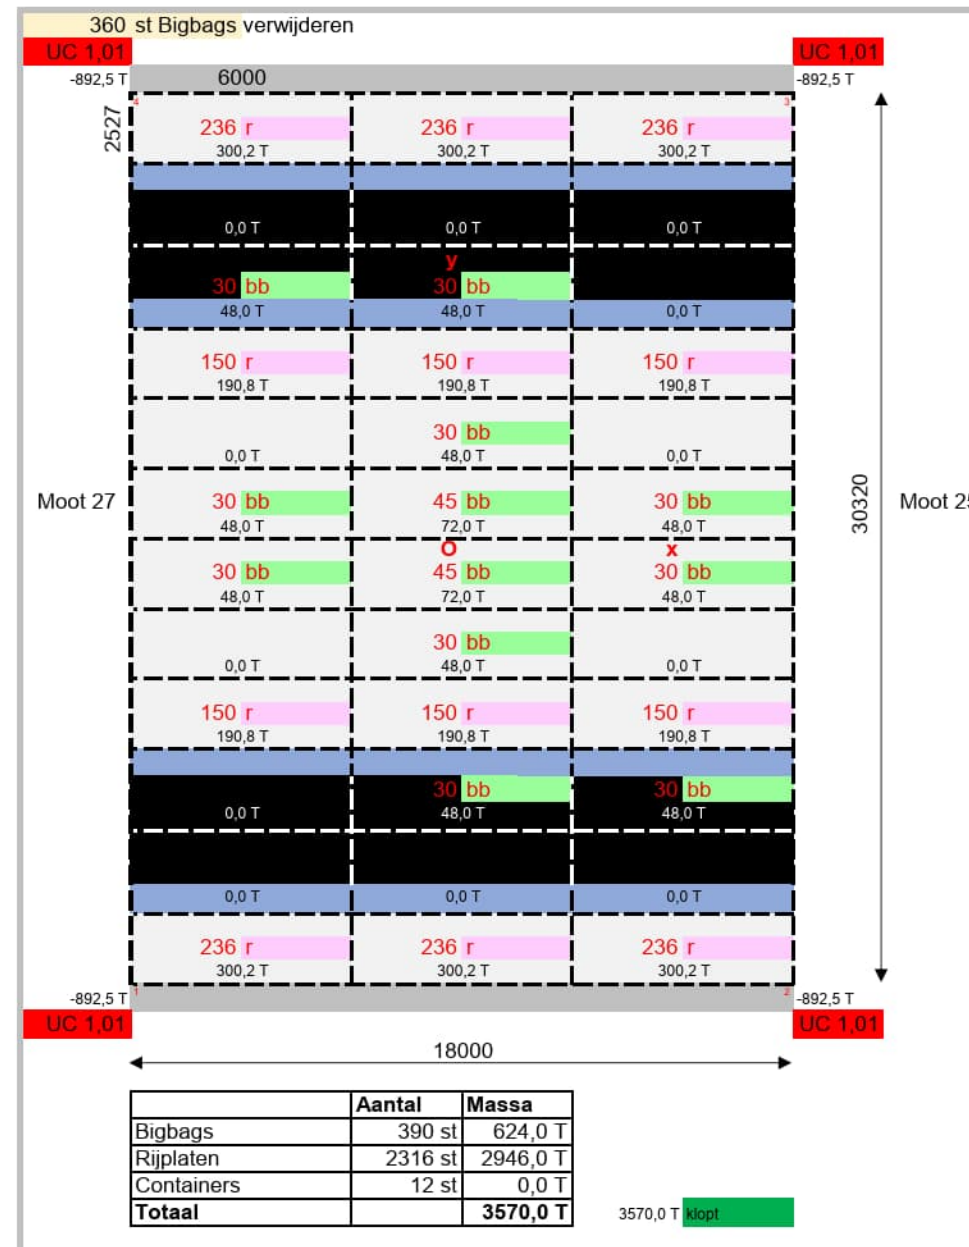 360 st Bigbags verwijderen
UC 1,01 UC 1,01
-892,5 T 6000 -892,5 T
4 3
2527
236 r 236 r 236 r
300,2 T 300,2 T 300,2 T
0,0 T 0,0 T 0,0 T
y
30 bb 30 bb
48,0 T 48,0 T 0,0 T
150 r 150 r 150 r
190,8 T 190,8 T 190,8 T
30 bb
0,0 T 48,0 T 0,0 T
Moot 27 30 bb 45 bb 30 bb 30320 Moot 25
48,0 T 72,0 T 48,0 T
O x
30 bb 45 bb 30 bb
48,0 T 72,0 T 48,0 T
30 bb
0,0 T 48,0 T 0,0 T
150 r 150 r 150 r
190,8 T 190,8 T 190,8 T
30 bb 30 bb
0,0 T 48,0 T 48,0 T
0,0 T 0,0 T 0,0 T
236 r 236 r 236 r
300,2 T 300,2 T 300,2 T
-892,5 T 1 2 -892,5 T
UC 1,01 UC 1,01
18000
Aantal Massa
Bigbags 390 st 624,0 T
Rijplaten 2316 st 2946,0 T
Containers 12 st 0,0 T
Totaal 3570,0 T 3570,0 T klopt